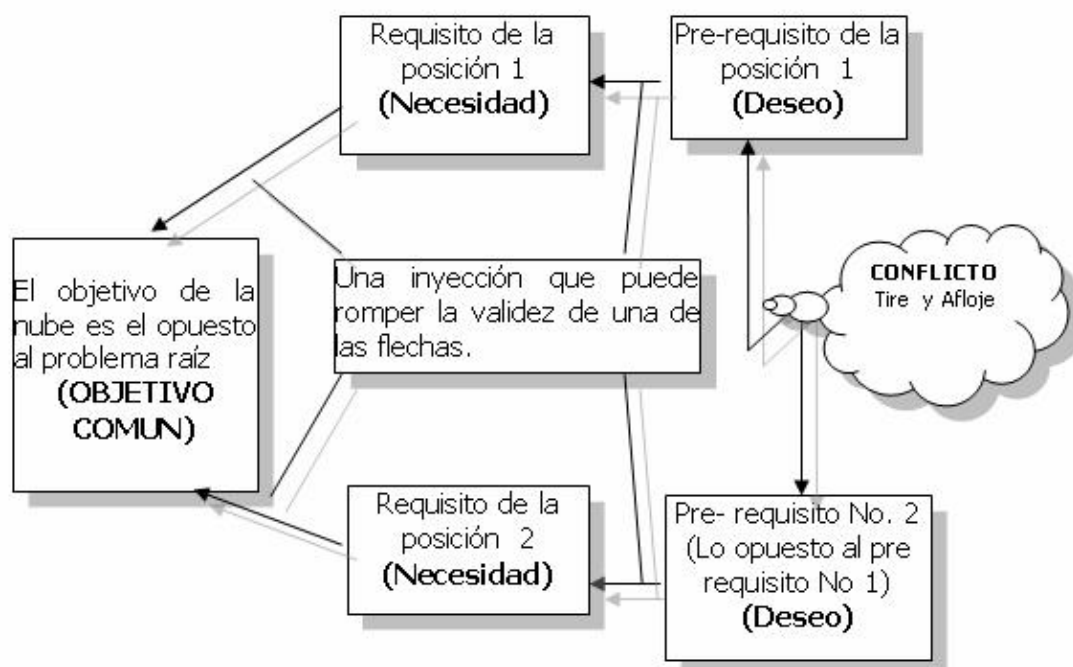 Requisito de la
posición 1
(Necesidad)
Pre-requisito de la
posición 1
(Deseo)
El objetivo de la
nube es el opuesto
al problema raíz
(OBJETIVO
COMUN)
Una inyección que puede
romper la validez de una de
las flechas.
CONFLICTO
Tire y Afloje
Requisito de la
posición 2
(Necesidad)
Pre- requisito No. 2
(Lo opuesto al pre
requisito No 1)
(Deseo)